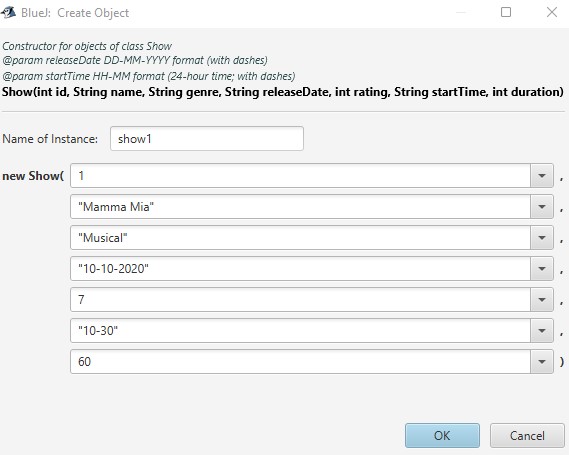 BlueJ: Create Object
Constructor for objects of class Show
@param releaseDate DD-MM-YYYY format (with dashes)
@param startTime HH-MM format (24-hour time; with dashes)
Show(int id, String name, String genre, String releaseDate, int rating, String startTime, int duration)
Name of Instance: show1
new Show( 1 ,
"Mamma Mia" ,
"Musical" ,
"10-10-2020" ,
7 ,
"10-30" ,
60 )
OK Cancel